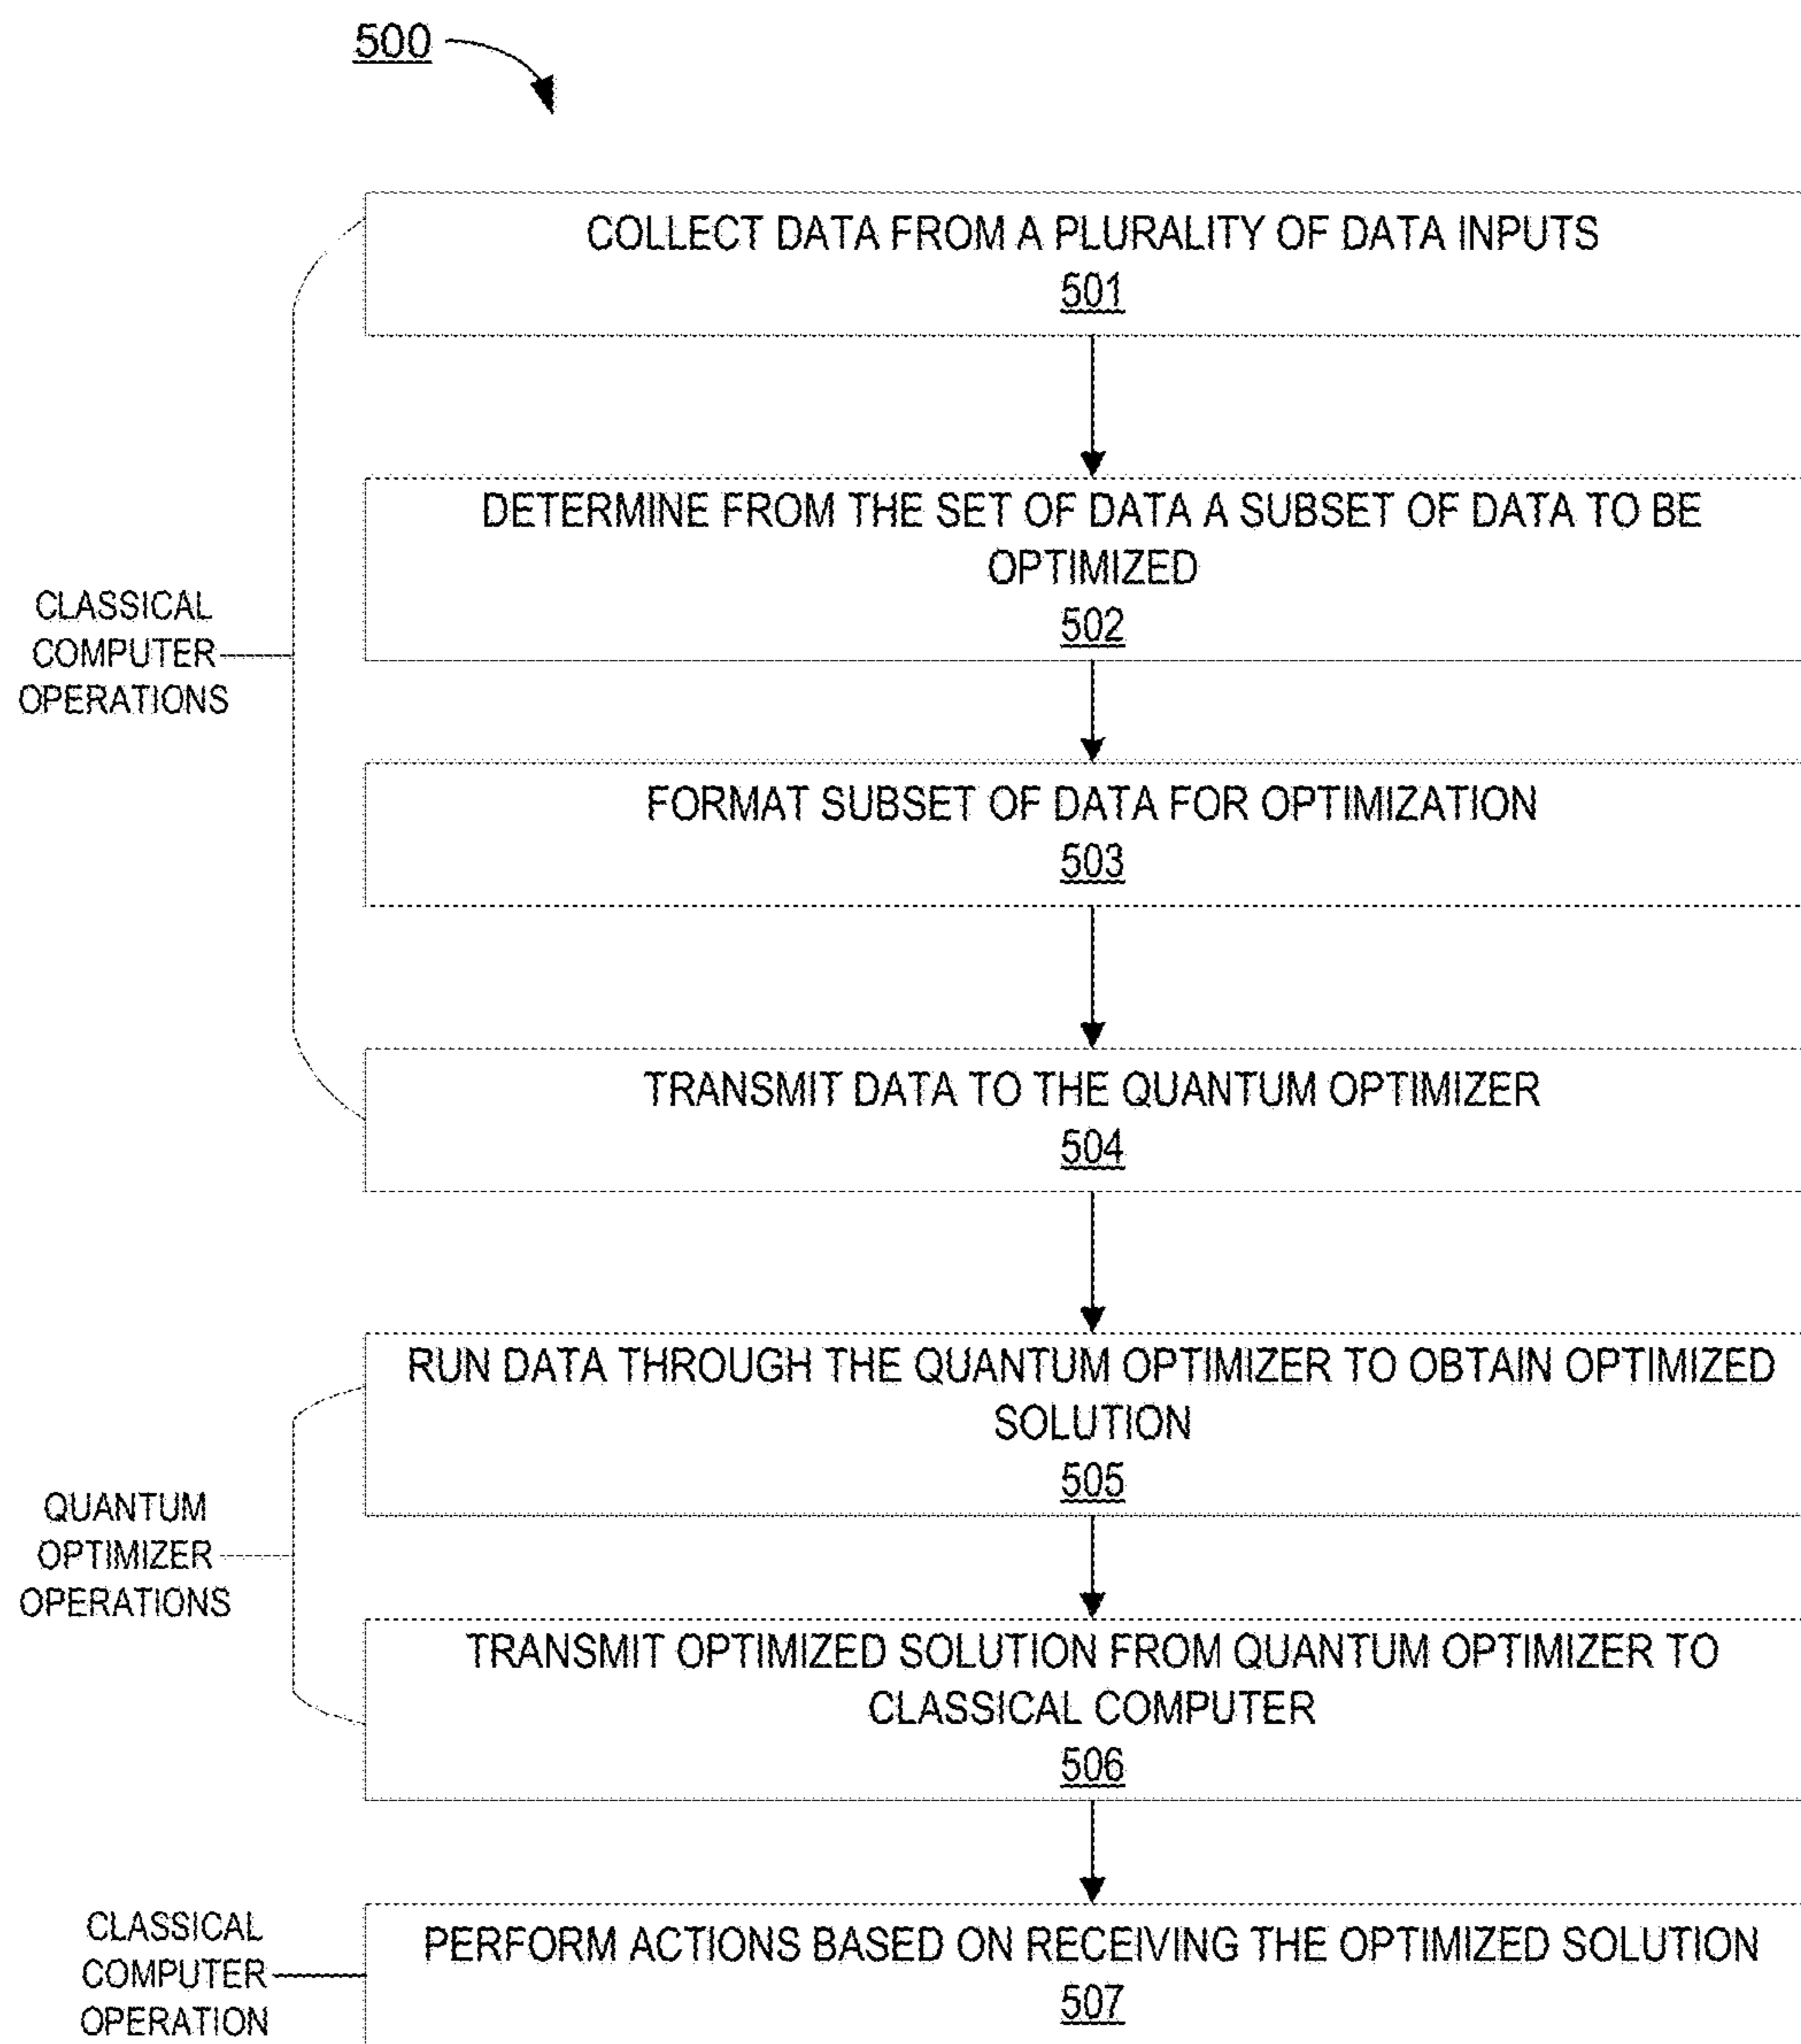 500
COLLECT DATA FROM A PLURALITY OF DATA INPUTS
501
DETERMINE FROM THE SET OF DATA A SUBSET OF DATA TO BE
OPTIMIZED
502
CLASSICAL
COMPUTER
OPERATIONS
FORMAT SUBSET OF DATA FOR OPTIMIZATION
503
TRANSMIT DATA TO THE QUANTUM OPTIMIZER
504
RUN DATA THROUGH THE QUANTUM OPTIMIZER TO OBTAIN OPTIMIZED
SOLUTION
505
QUANTUM
OPTIMIZER
OPERATIONS
TRANSMIT OPTIMIZED SOLUTION FROM QUANTUM OPTIMIZER TO
CLASSICAL COMPUTER
506
CLASSICAL
COMPUTER
OPERATION
PERFORM ACTIONS BASED ON RECEIVING THE OPTIMIZED SOLUTION
507